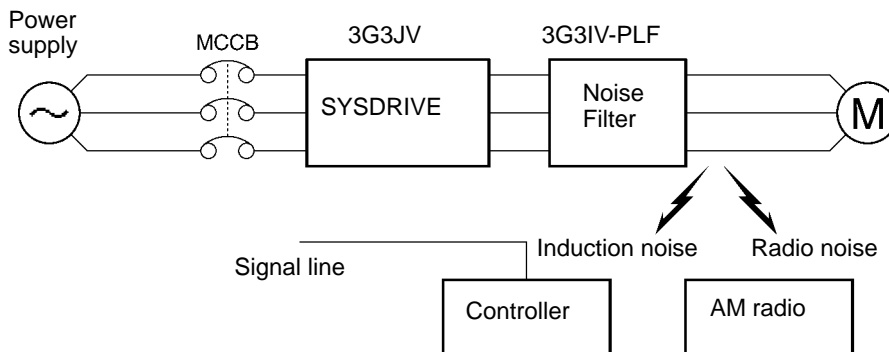 Power
supply
MCCB
3G3JV
3G3IV-PLF
SYSDRIVE
Noise
Filter
M
Induction noise
Radio noise
Signal line
Controller
AM radio